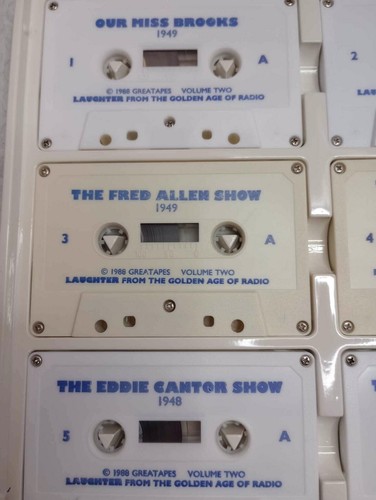 OUR MISS BROOKS
1949
1 A
© 1988 GREATAPES VOLUME TWO
LAUGHTER FROM THE GOLDEN AGE OF RADIO
2
THE FRED ALLEN SHOW
1949
3 A
© 1988 GREATAPES VOLUME TWO
LAUGHTER FROM THE GOLDEN AGE OF RADIO
4
THE EDDIE CANTOR SHOW
1948
5 A
© 1988 GREATAPES VOLUME TWO
LAUGHTER FROM THE GOLDEN AGE OF RADIO